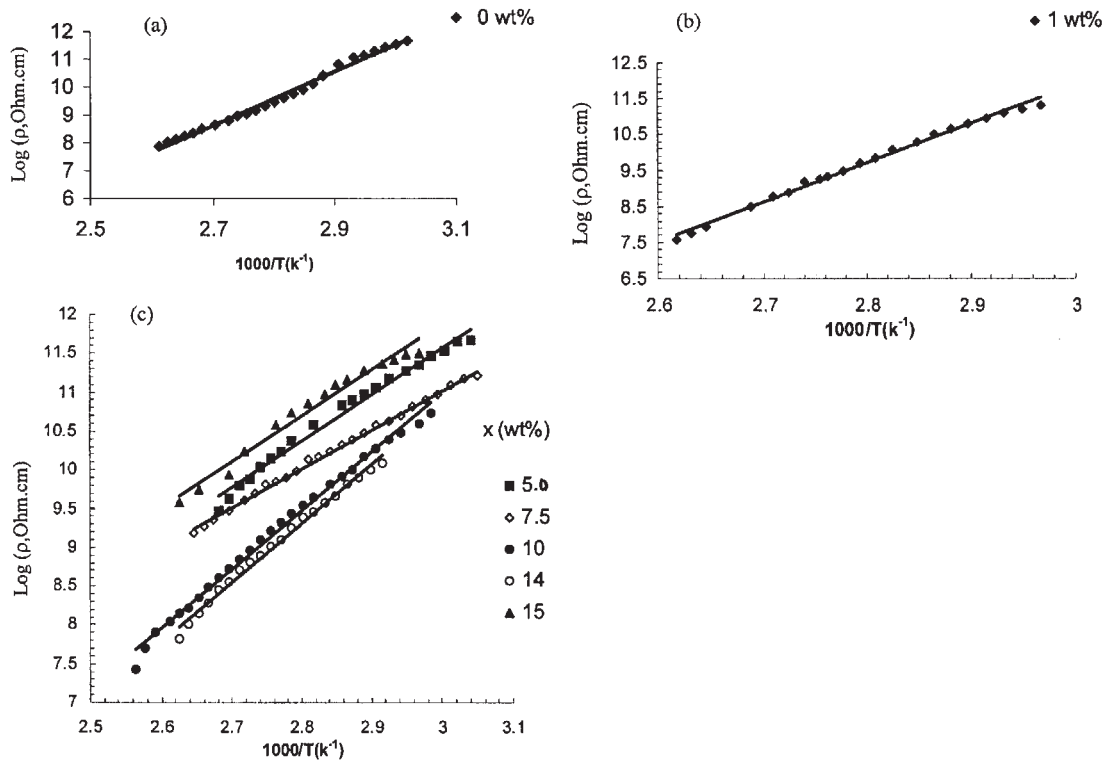 (a)
◆ 0 wt%
12
11
10
9
8
7
6
2.5 2.7 2.9 3.1
Log (ρ,Ohm.cm)
1000/T(k⁻¹)
(b)
◆ 1 wt%
11.5
10.5
9.5
8.5
7.5
6.5
2.6 2.7 2.8 2.9 3
Log (ρ,Ohm.cm)
1000/T(k⁻¹)
(c)
12
11.5
11
10.5
10
9.5
9
8.5
8
7.5
7
2.5 2.6 2.7 2.8 2.9 3 3.1
Log (ρ,Ohm.cm)
1000/T(k⁻¹)
x (wt%)
■ 5.0
◇ 7.5
● 10
○ 14
▲ 15